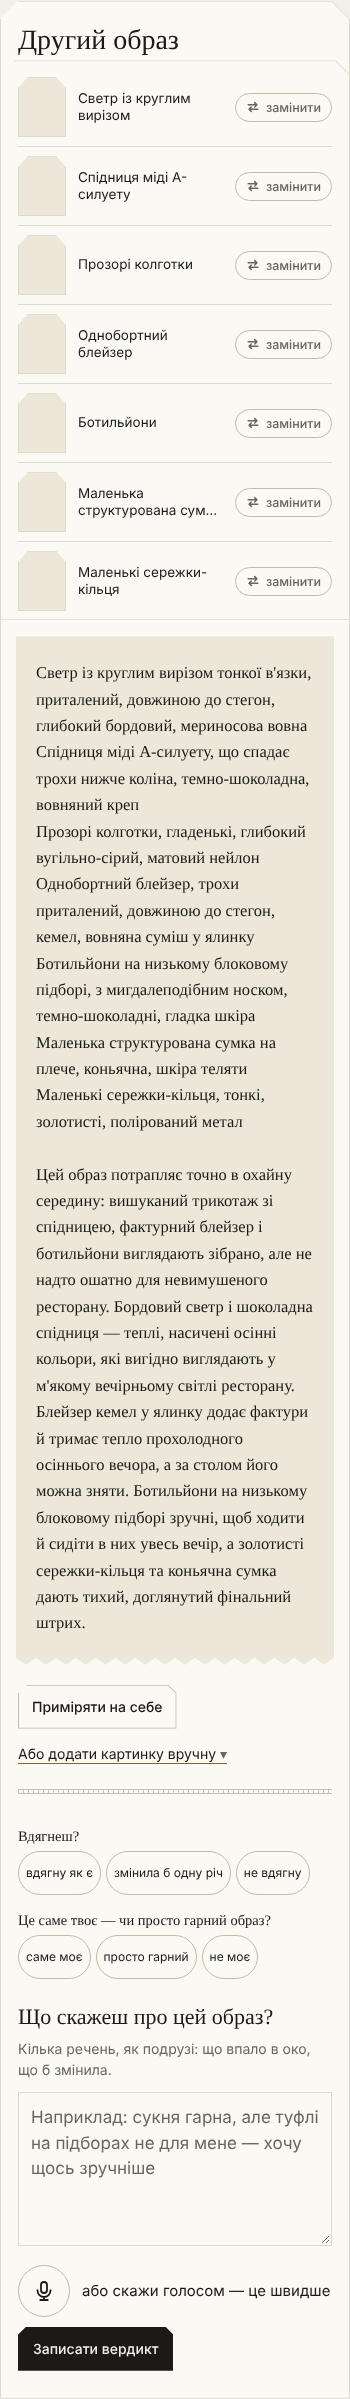 Другий образ
Светр із круглим
вирізом
замінити
Спідниця міді А-
силуету
замінити
Прозорі колготки
замінити
Однобортний
блейзер
замінити
Ботильйони
замінити
Маленька
структурована сум...
замінити
Маленькі сережки-
кільця
замінити
Светр із круглим вирізом тонкої в'язки,
приталений, довжиною до стегон,
глибокий бордовий, мериносова вовна
Спідниця міді А-силуету, що спадає
трохи нижче коліна, темно-шоколадна,
вовняний креп
Прозорі колготки, гладенькі, глибокий
вугільно-сірий, матовий нейлон
Однобортний блейзер, трохи
приталений, довжиною до стегон,
кемел, вовняна суміш у ялинку
Ботильйони на низькому блоковому
підборі, з мигдалеподібним носком,
темно-шоколадні, гладка шкіра
Маленька структурована сумка на
плече, коньячна, шкіра теляти
Маленькі сережки-кільця, тонкі,
золотисті, полірований метал
Цей образ потрапляє точно в охайну
середину: вишуканий трикотаж зі
спідницею, фактурний блейзер і
ботильйони виглядають зібрано, але не
надто ошатно для невимушеного
ресторану. Бордовий светр і шоколадна
спідниця — теплі, насичені осінні
кольори, які вигідно виглядають у
м'якому вечірньому світлі ресторану.
Блейзер кемел у ялинку додає фактури
й тримає тепло прохолодного
осіннього вечора, а за столом його
можна зняти. Ботильйони на низькому
блоковому підборі зручні, щоб ходити
й сидіти в них увесь вечір, а золотисті
сережки-кільця та коньячна сумка
дають тихий, доглянутий фінальний
штрих.
Приміряти на себе
Або додати картинку вручну ▾
Вдягнеш?
вдягну як є
змінила б одну річ
не вдягну
Це саме твоє — чи просто гарний образ?
саме моє
просто гарний
не моє
Що скажеш про цей образ?
Кілька речень, як подрузі: що впало в око,
що б змінила.
Наприклад: сукня гарна, але туфлі
на підборах не для мене — хочу
щось зручніше
або скажи голосом — це швидше
Записати вердикт